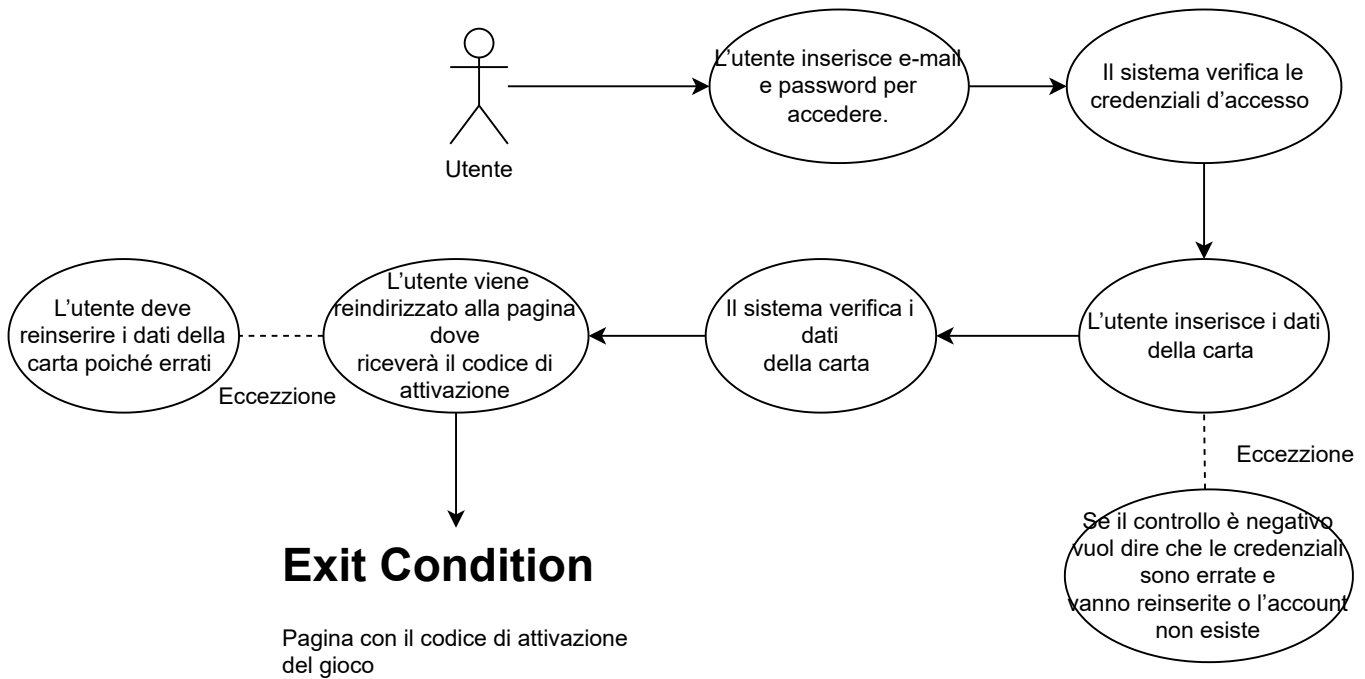 L’utente inserisce e-mail
e password per
accedere.
Il sistema verifica le
credenziali d’accesso
Utente
L’utente deve
reinserire i dati della
carta poiché errati
Eccezzione
L’utente viene
reindirizzato alla pagina
dove
riceverà il codice di
attivazione
Il sistema verifica i
dati
della carta
L’utente inserisce i dati
della carta
Eccezzione
Se il controllo è negativo
vuol dire che le credenziali
sono errate e
vanno reinserite o l’account
non esiste
Exit Condition
Pagina con il codice di attivazione
del gioco